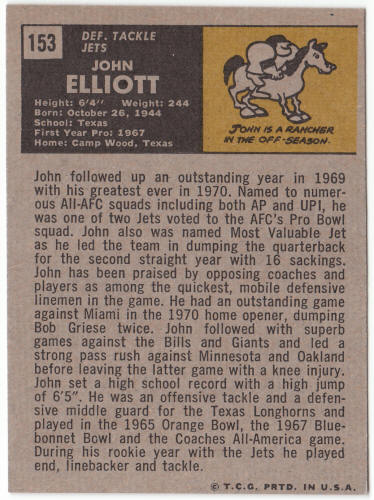 153
DEF. TACKLE
JETS
JOHN
ELLIOTT
Height: 6'4" Weight: 244
Born: October 26, 1944
School: Texas
First Year Pro: 1967
Home: Camp Wood, Texas
JOHN IS A RANCHER
IN THE OFF-SEASON.
John followed up an outstanding year in 1969
with his greatest ever in 1970. Named to numer-
ous All-AFC squads including both AP and UPI, he
was one of two Jets voted to the AFC's Pro Bowl
squad. John also was named Most Valuable Jet
as he led the team in dumping the quarterback
for the second straight year with 16 sackings.
John has been praised by opposing coaches and
players as among the quickest, mobile defensive
linemen in the game. He had an outstanding game
against Miami in the 1970 home opener, dumping
Bob Griese twice. John followed with superb
games against the Bills and Giants and led a
strong pass rush against Minnesota and Oakland
before leaving the latter game with a knee injury.
John set a high school record with a high jump
of 6'5". He was an offensive tackle and a defen-
sive middle guard for the Texas Longhorns and
played in the 1965 Orange Bowl, the 1967 Blue-
bonnet Bowl and the Coaches All-America game.
During his rookie year with the Jets he played
end, linebacker and tackle.
© T.C.G. PRTD. IN U.S.A.